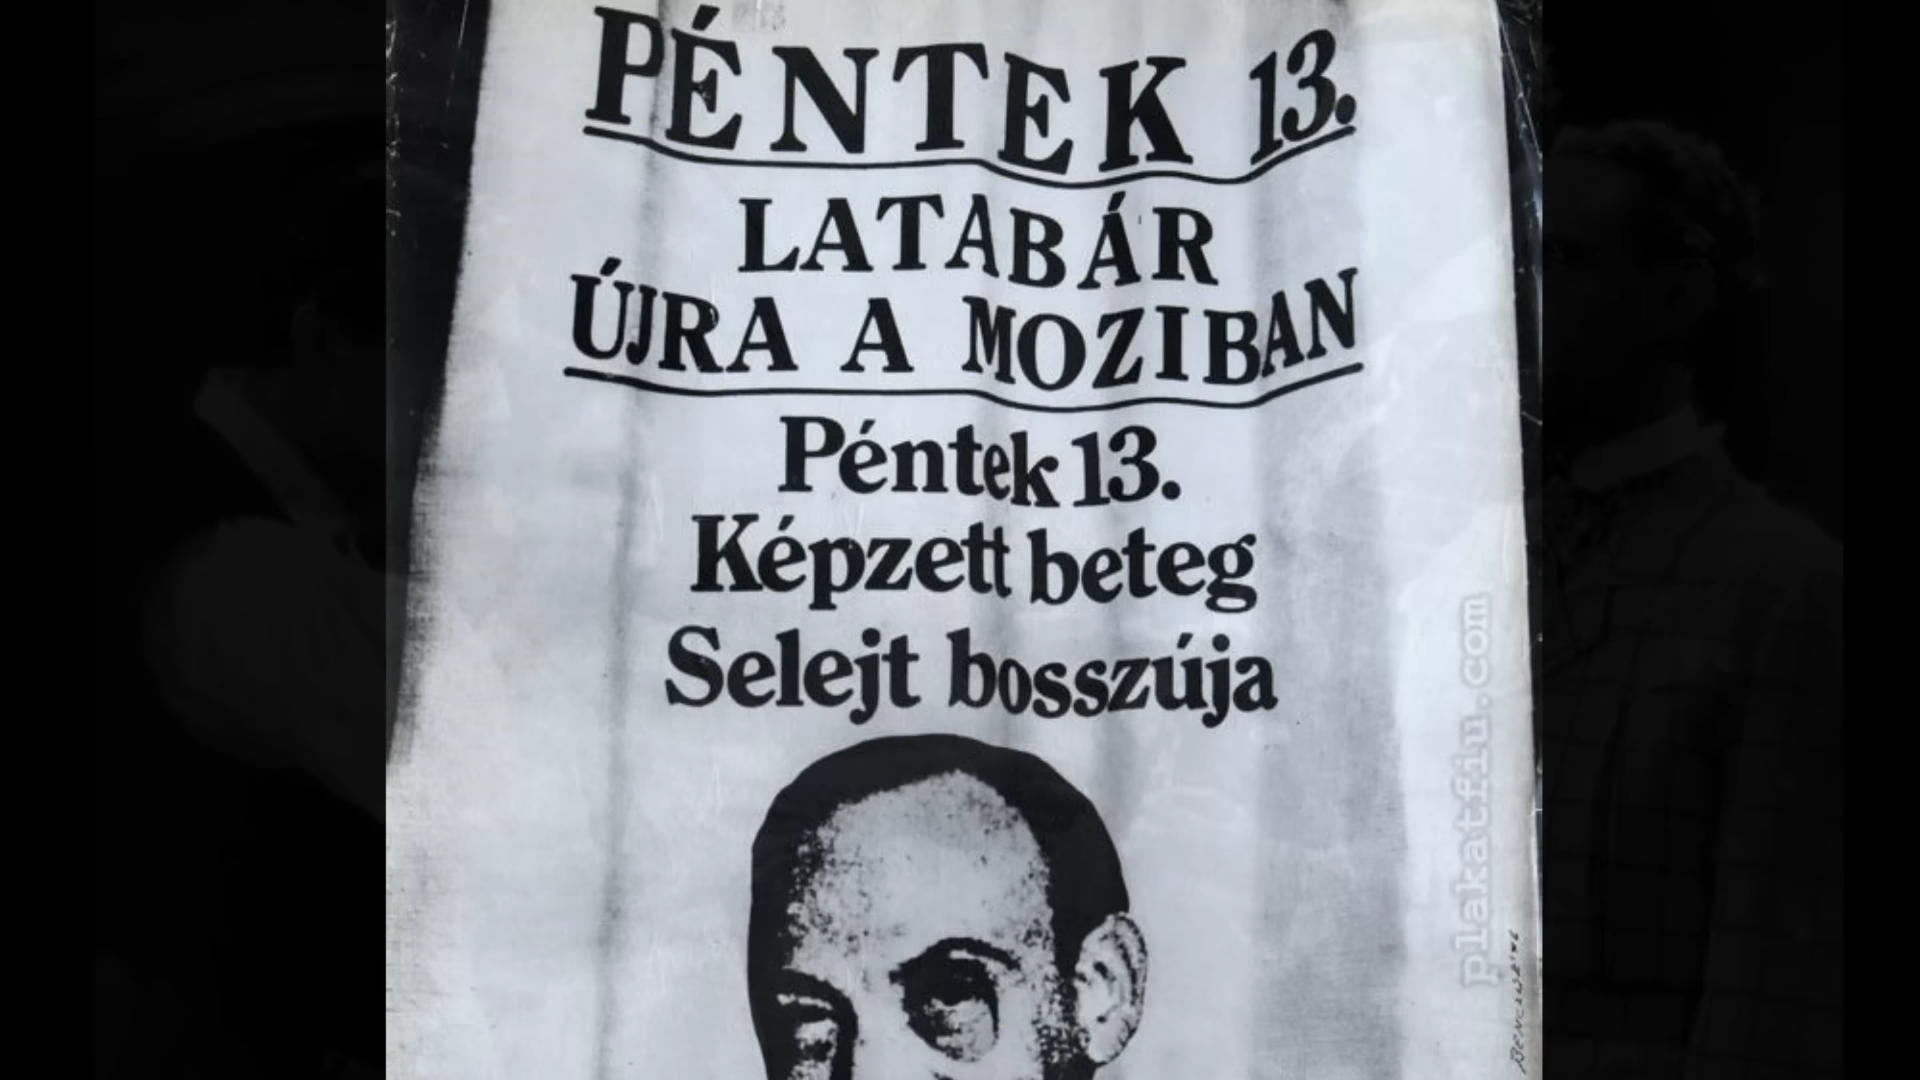 PÉNTEK 13.
LATABÁR
ÚJRA A MOZIBAN
Péntek 13.
Képzett beteg
Selejt bosszúja
plakatfiu.com